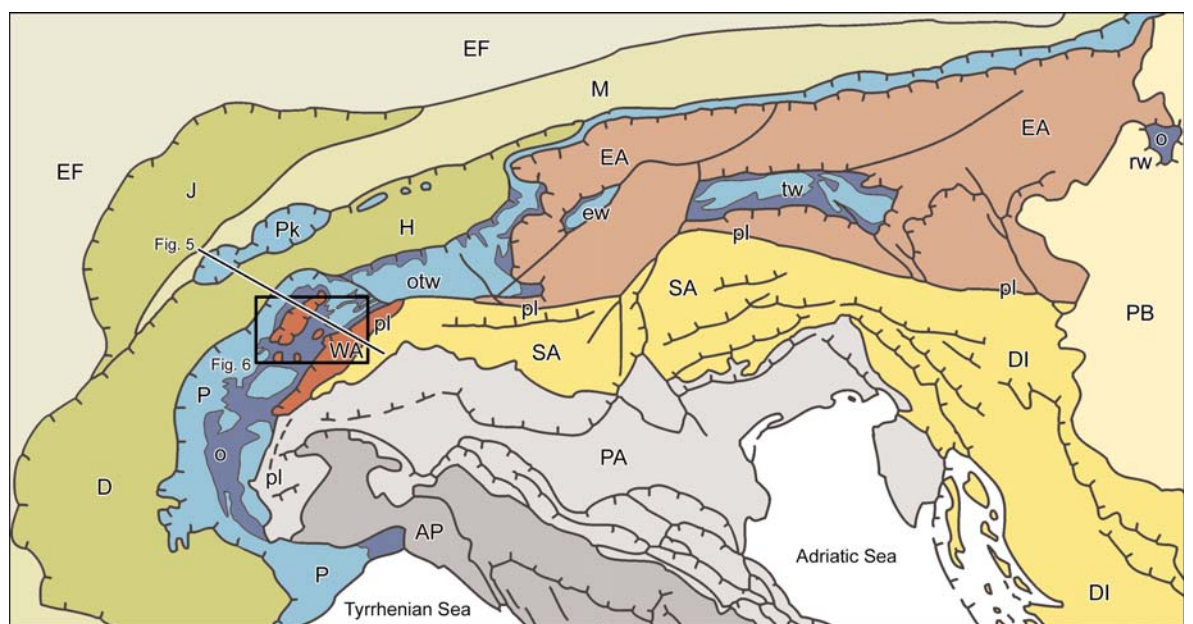 EF
EF
M
EA
EA
o
rw
J
tw
ew
Pk
H
pl
Fig. 5
otw
SA
pl
pl
PB
pl
WA
SA
DI
Fig. 6
P
o
PA
pl
D
AP
Adriatic Sea
P
DI
Tyrrhenian Sea